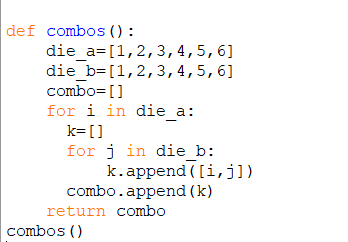 def combos():
    die_a=[1,2,3,4,5,6]
    die_b=[1,2,3,4,5,6]
    combo=[]
    for i in die_a:
      k=[]
      for j in die_b:
          k.append([i,j])
      combo.append(k)
    return combo
combos()